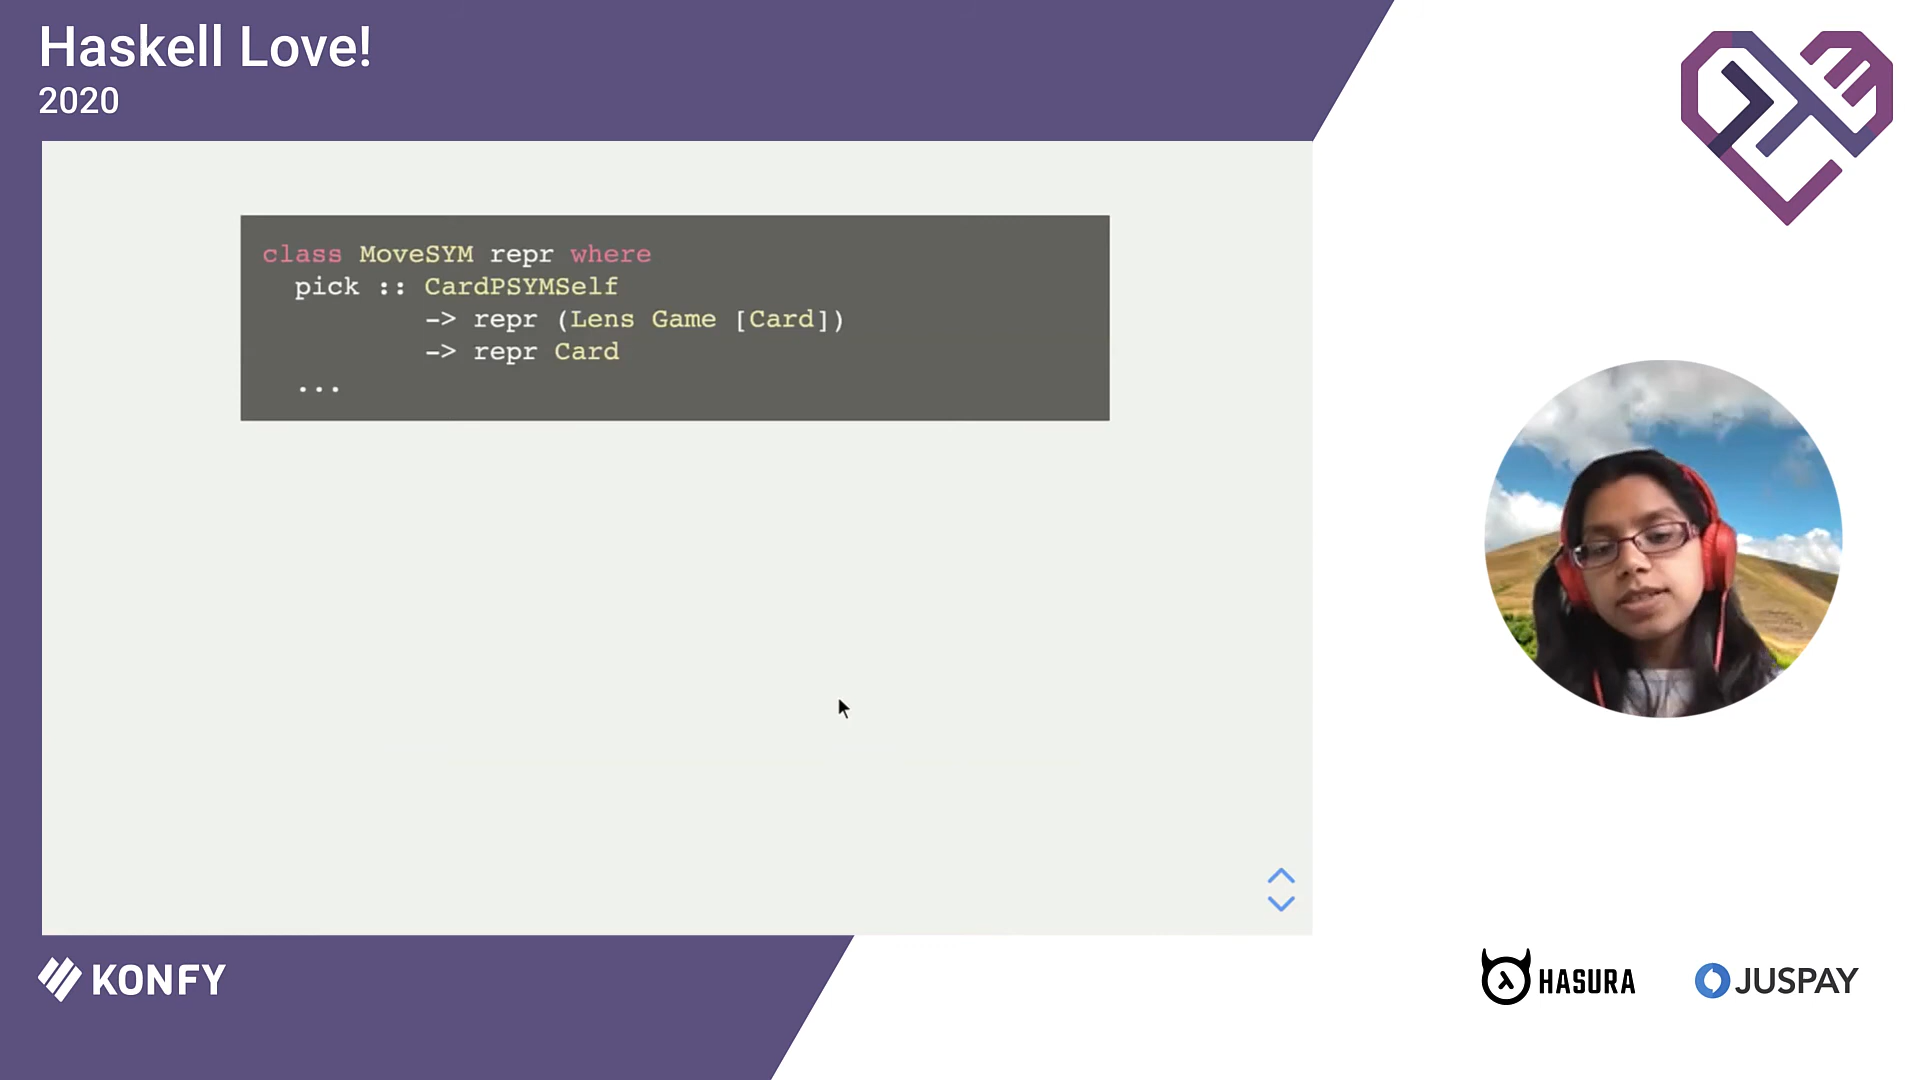 Haskell Love!
2020
class MoveSYM repr where
  pick :: CardPSYMSelf
          -> repr (Lens Game [Card])
          -> repr Card
  ...
KONFY
HASURA
JUSPAY